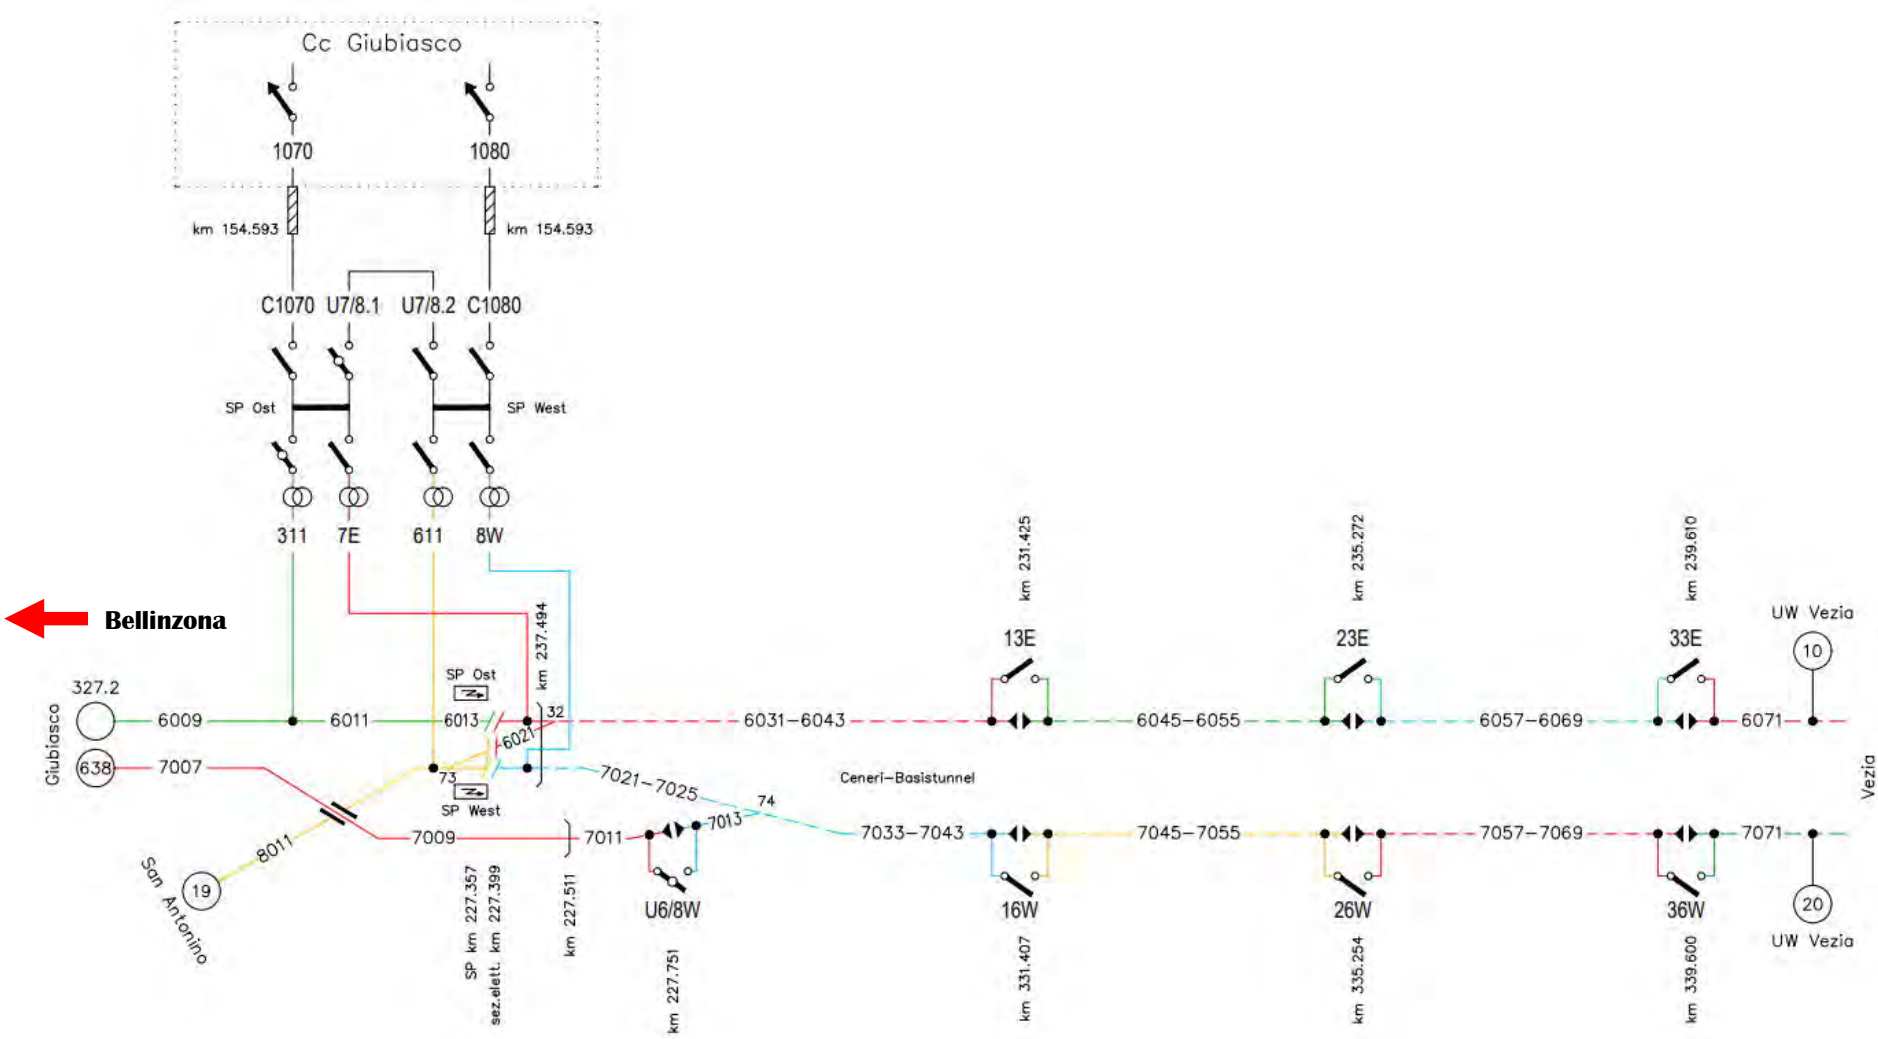 Cc Giubiasco
1070
1080
km 154.593
km 154.593
C1070 U7/8.1 U7/8.2 C1080
SP Ost
SP West
311 7E 611 8W
Bellinzona
km 237.494
km 231.425
km 235.272
km 239.610
13E
23E
33E
UW Vezia
10
327.2
SP Ost
Giubiasco
6009
6011
6013
32
6021
6031-6043
6045-6055
6057-6069
6071
638
7007
73
SP West
7021-7025
74
Ceneri-Basistunnel
Vezia
8011
7009
7011
7013
7033-7043
7045-7055
7057-7069
7071
19
San Antonino
SP km 227.357
sez.elett. km 227.399
km 227.511
U6/8W
km 227.751
16W
26W
36W
20
UW Vezia
km 331.407
km 335.254
km 339.600